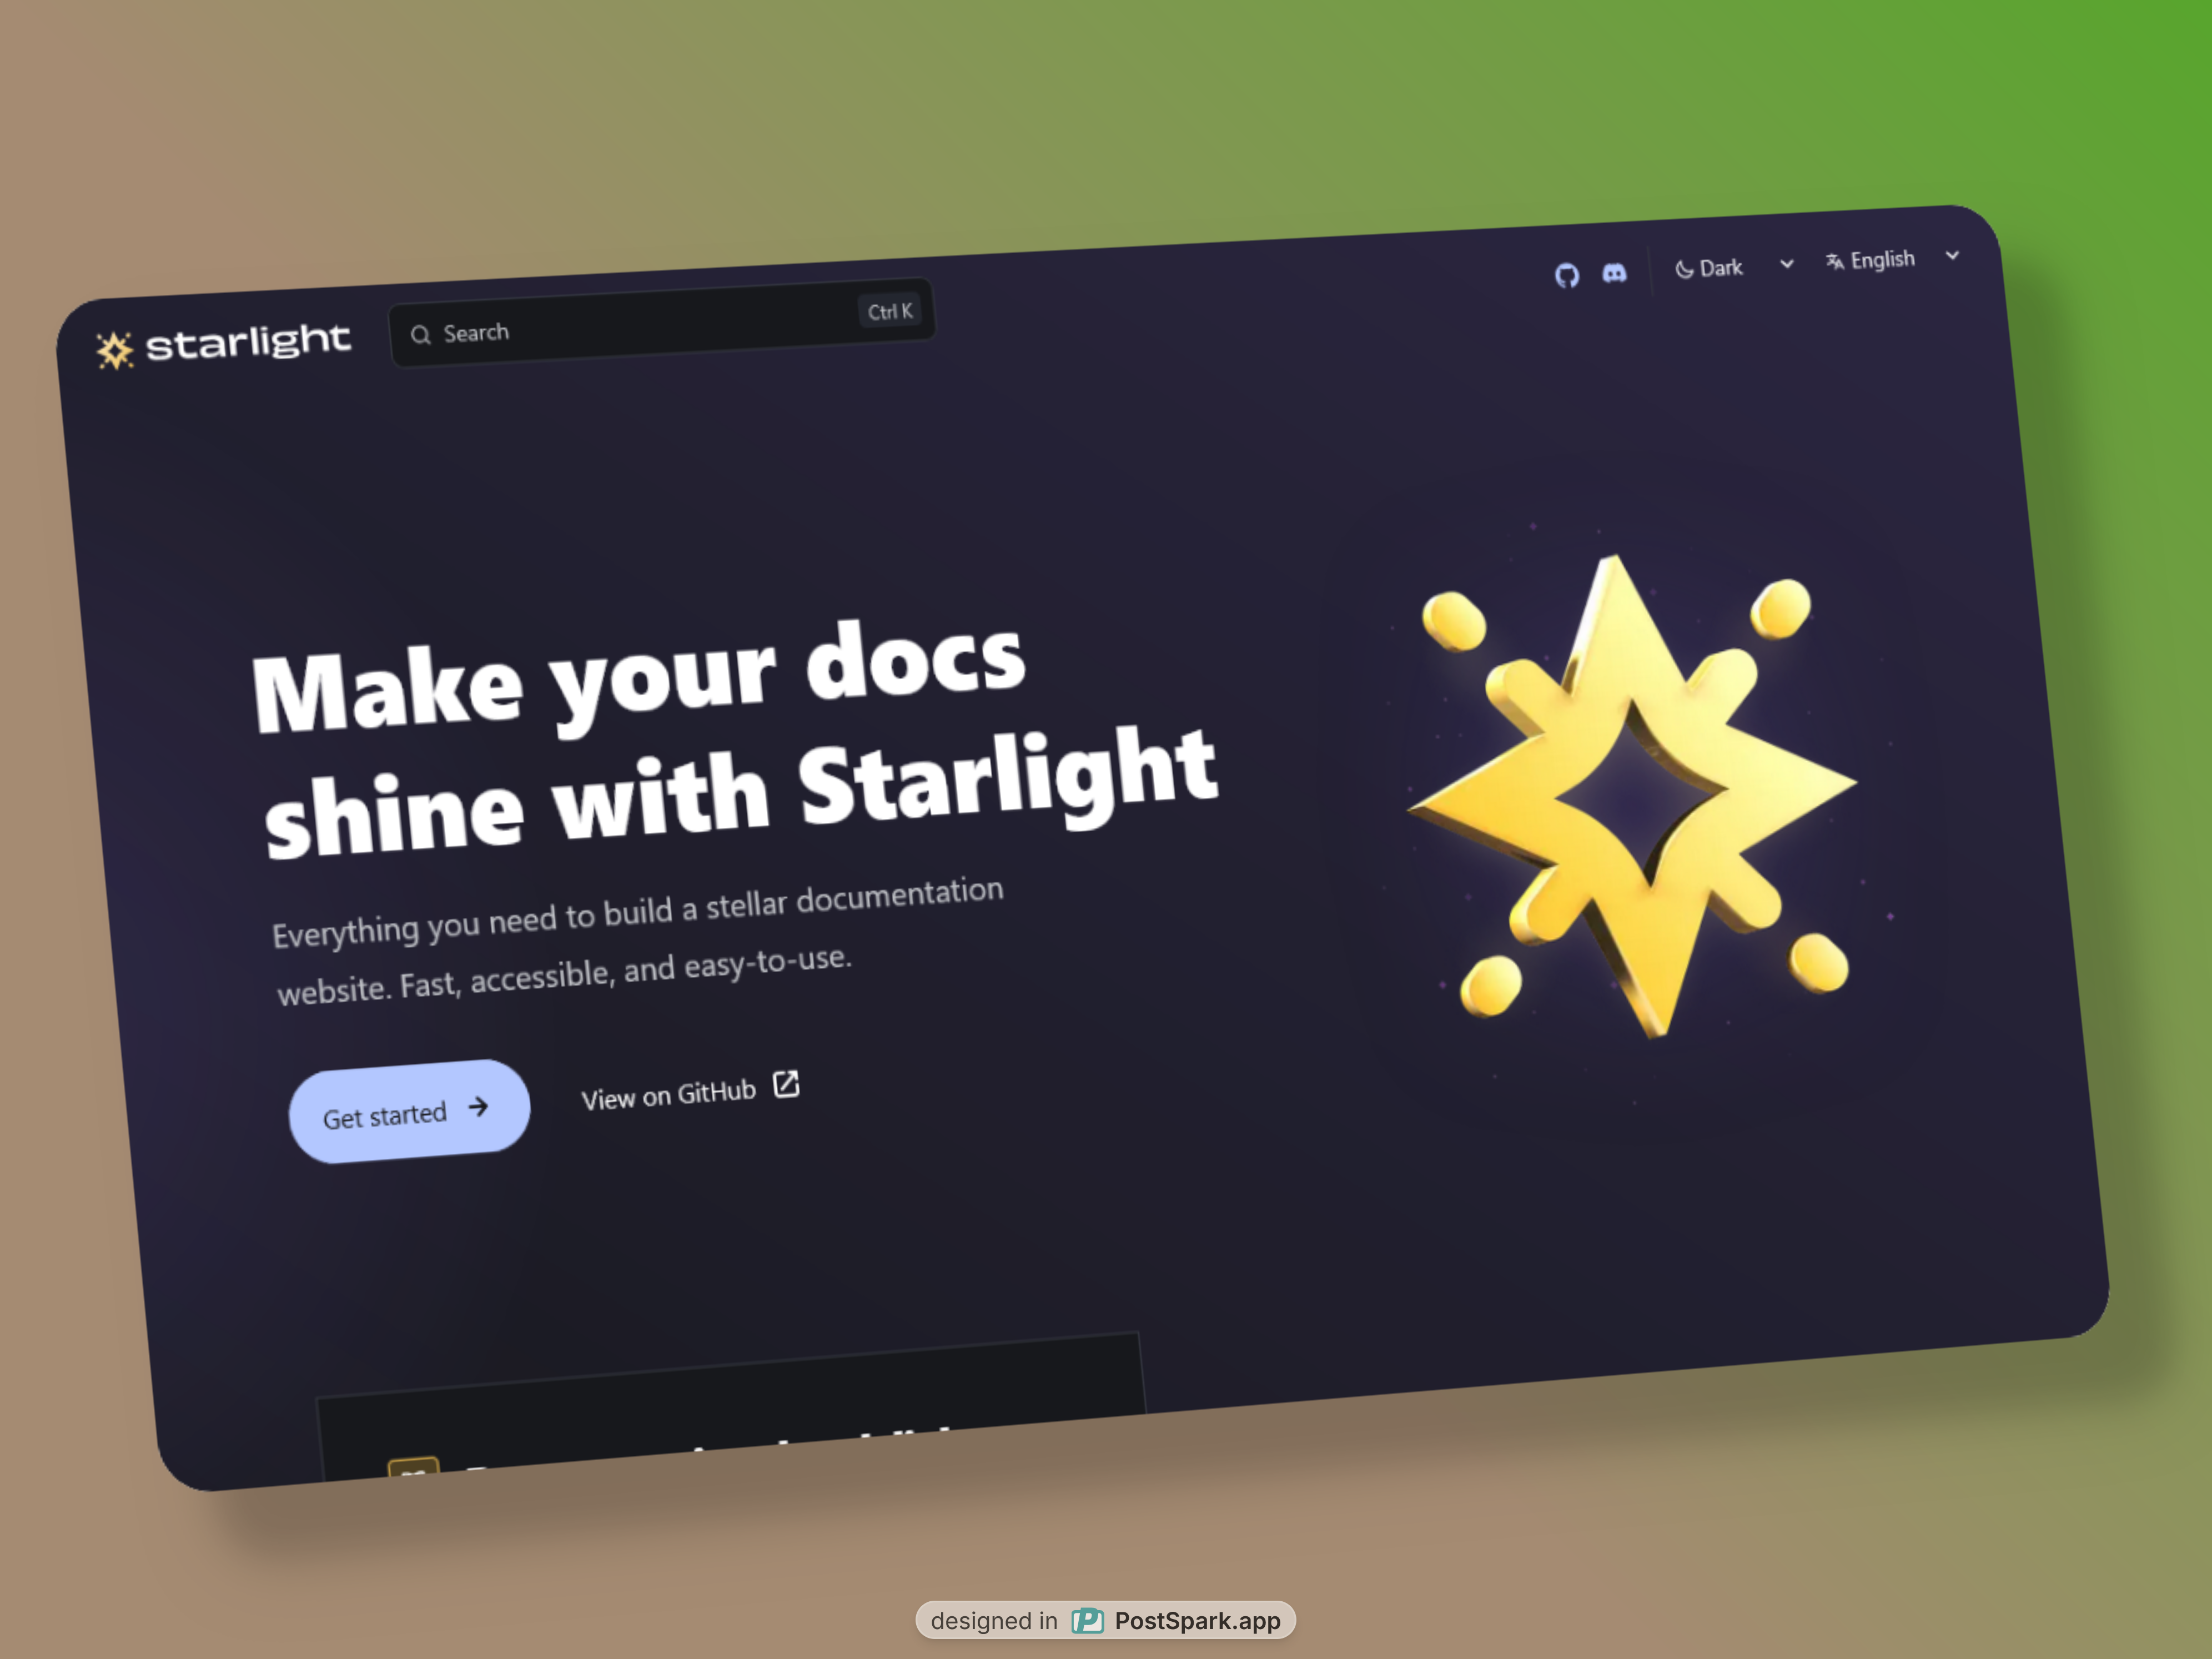 starlight
Search
Ctrl K
Dark
English
Make your docs
shine with Starlight
Everything you need to build a stellar documentation
website. Fast, accessible, and easy-to-use.
Get started
View on GitHub
designed in PostSpark.app